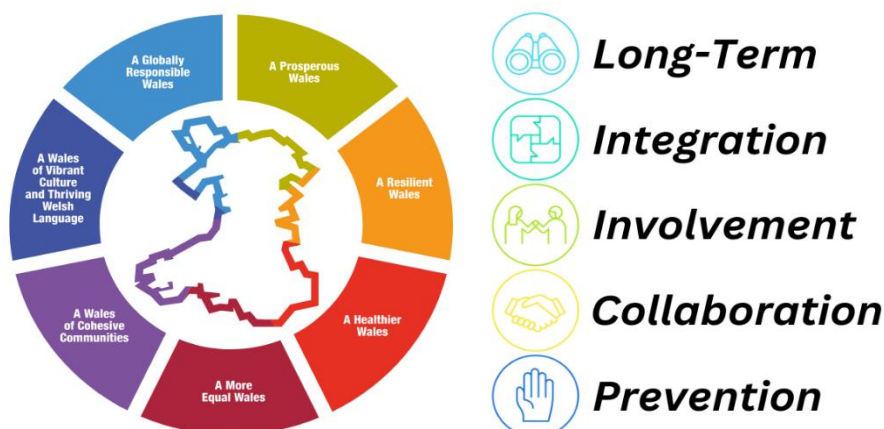 A Globally
Responsible
Wales
A Prosperous
Wales
A Resilient
Wales
A Healthier
Wales
A More
Equal Wales
A Wales
of Cohesive
Communities
A Wales
of Vibrant
Culture
and Thriving
Welsh
Language
Long-Term
Integration
Involvement
Collaboration
Prevention